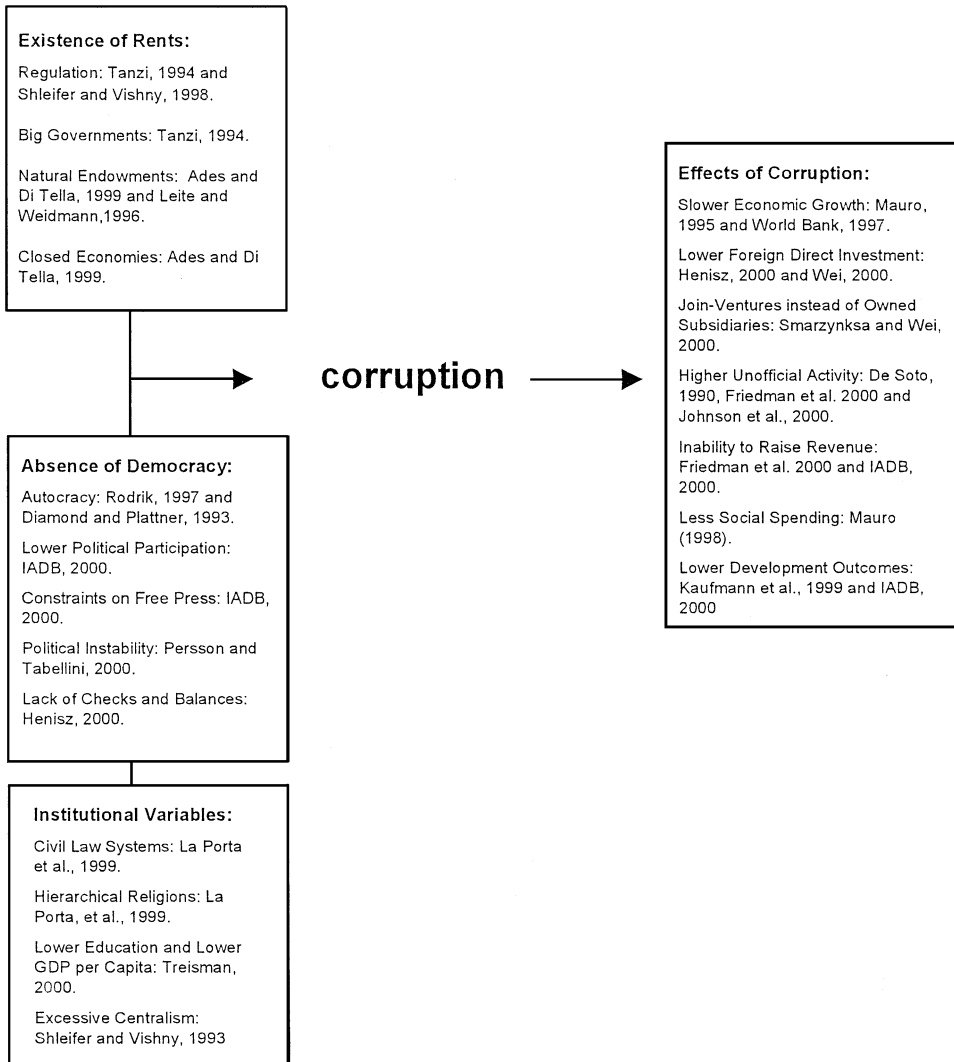 Existence of Rents:
Regulation: Tanzi, 1994 and
Shleifer and Vishny, 1998.
Big Governments: Tanzi, 1994.
Natural Endowments: Ades and
Di Tella, 1999 and Leite and
Weidmann,1996.
Closed Economies: Ades and Di
Tella, 1999.
corruption
Absence of Democracy:
Autocracy: Rodrik, 1997 and
Diamond and Plattner, 1993.
Lower Political Participation:
IADB, 2000.
Constraints on Free Press: IADB,
2000.
Political Instability: Persson and
Tabellini, 2000.
Lack of Checks and Balances:
Henisz, 2000.
Institutional Variables:
Civil Law Systems: La Porta
et al., 1999.
Hierarchical Religions: La
Porta, et al., 1999.
Lower Education and Lower
GDP per Capita: Treisman,
2000.
Excessive Centralism:
Shleifer and Vishny, 1993
Effects of Corruption:
Slower Economic Growth: Mauro,
1995 and World Bank, 1997.
Lower Foreign Direct Investment:
Henisz, 2000 and Wei, 2000.
Join-Ventures instead of Owned
Subsidiaries: Smarzynksa and Wei,
2000.
Higher Unofficial Activity: De Soto,
1990, Friedman et al. 2000 and
Johnson et al., 2000.
Inability to Raise Revenue:
Friedman et al. 2000 and IADB,
2000.
Less Social Spending: Mauro
(1998).
Lower Development Outcomes:
Kaufmann et al., 1999 and IADB,
2000